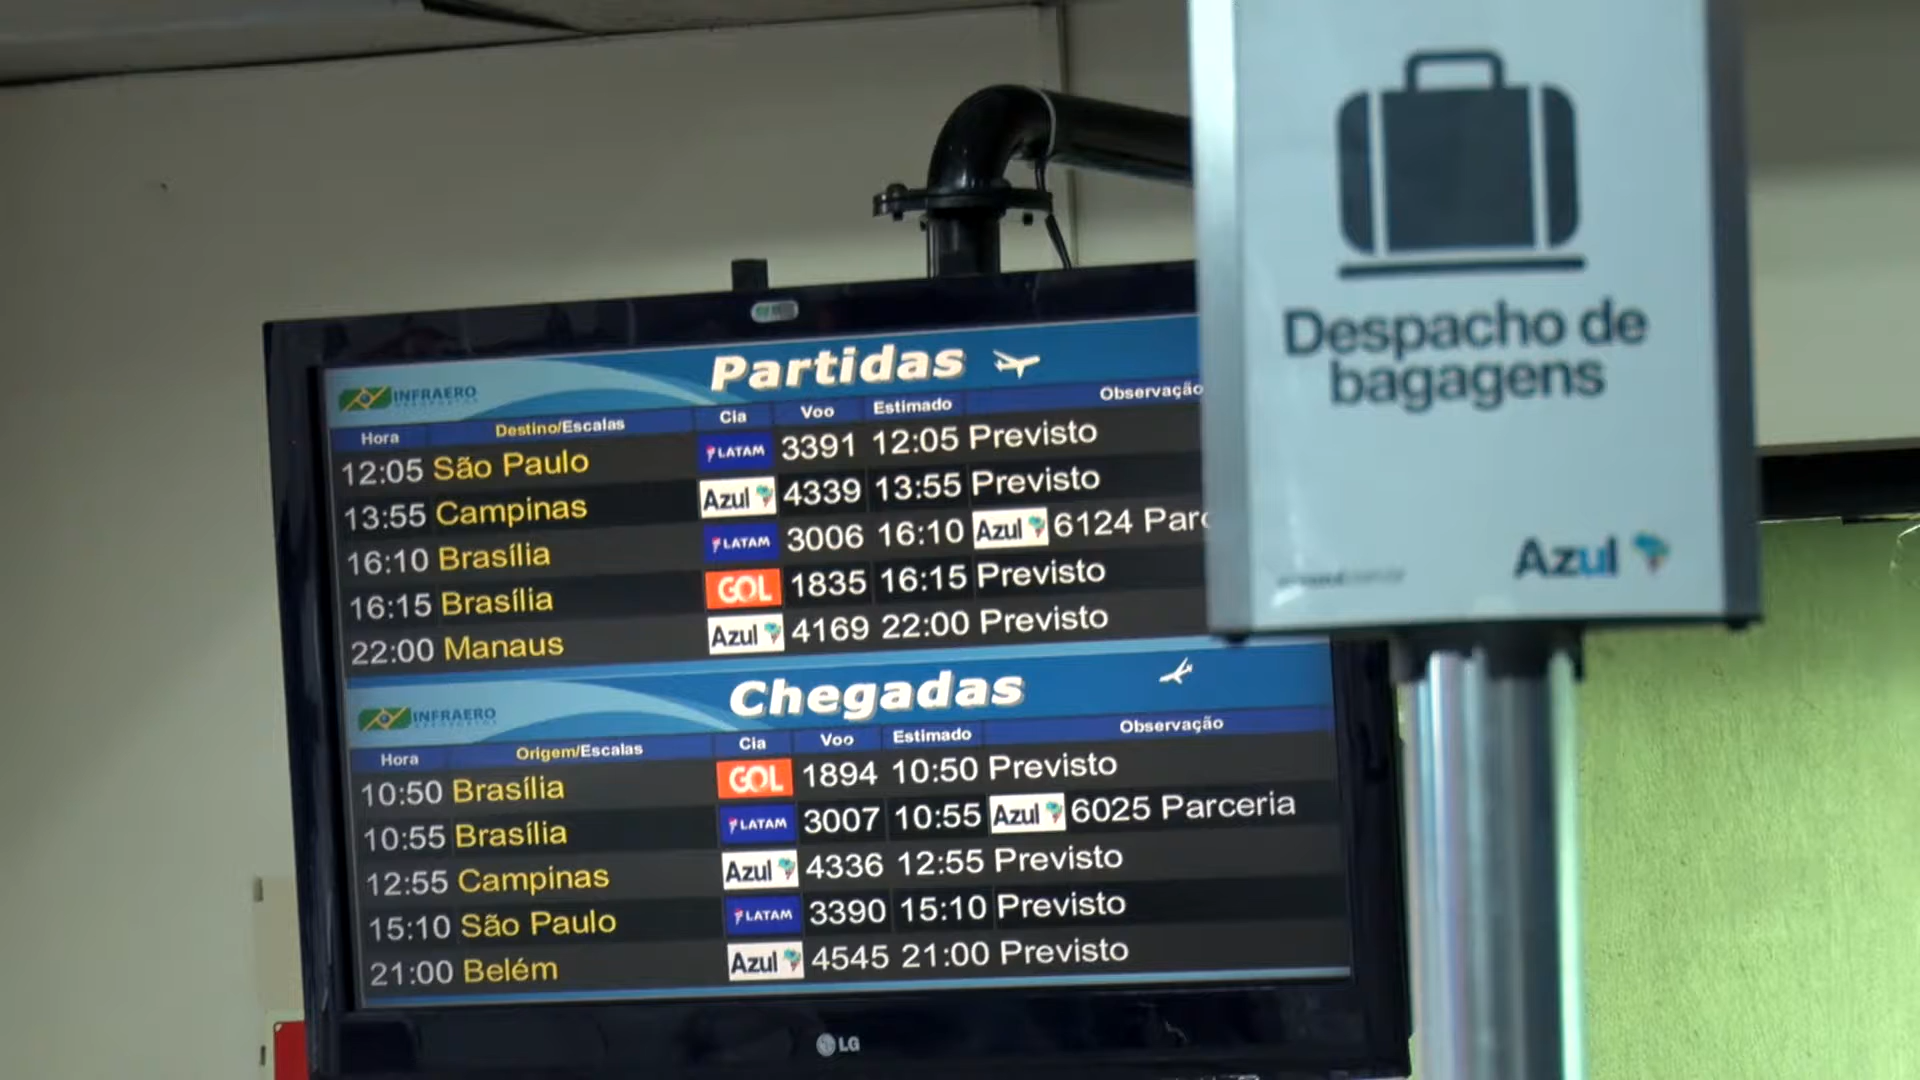 Partidas
INFRAERO
Hora Destino/Escalas Cia Voo Estimado Observação
12:05 São Paulo LATAM 3391 12:05 Previsto
13:55 Campinas Azul 4339 13:55 Previsto
16:10 Brasília LATAM 3006 16:10 Azul 6124 Parc
16:15 Brasília GOL 1835 16:15 Previsto
22:00 Manaus Azul 4169 22:00 Previsto
Chegadas
INFRAERO
Hora Origem/Escalas Cia Voo Estimado Observação
10:50 Brasília GOL 1894 10:50 Previsto
10:55 Brasília LATAM 3007 10:55 Azul 6025 Parceria
12:55 Campinas Azul 4336 12:55 Previsto
15:10 São Paulo LATAM 3390 15:10 Previsto
21:00 Belém Azul 4545 21:00 Previsto
LG
Despacho de
bagagens
Azul